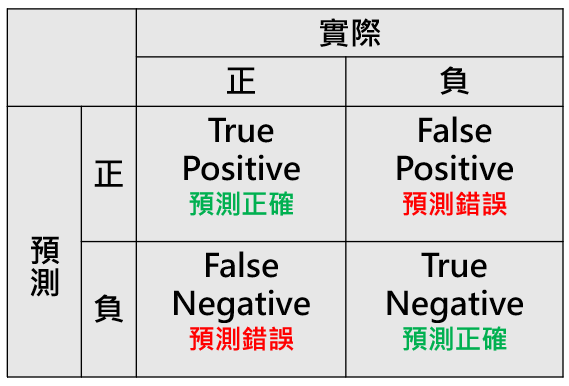 實際
正
負
預測
正
True
Positive
預測正確
False
Positive
預測錯誤
負
False
Negative
預測錯誤
True
Negative
預測正確